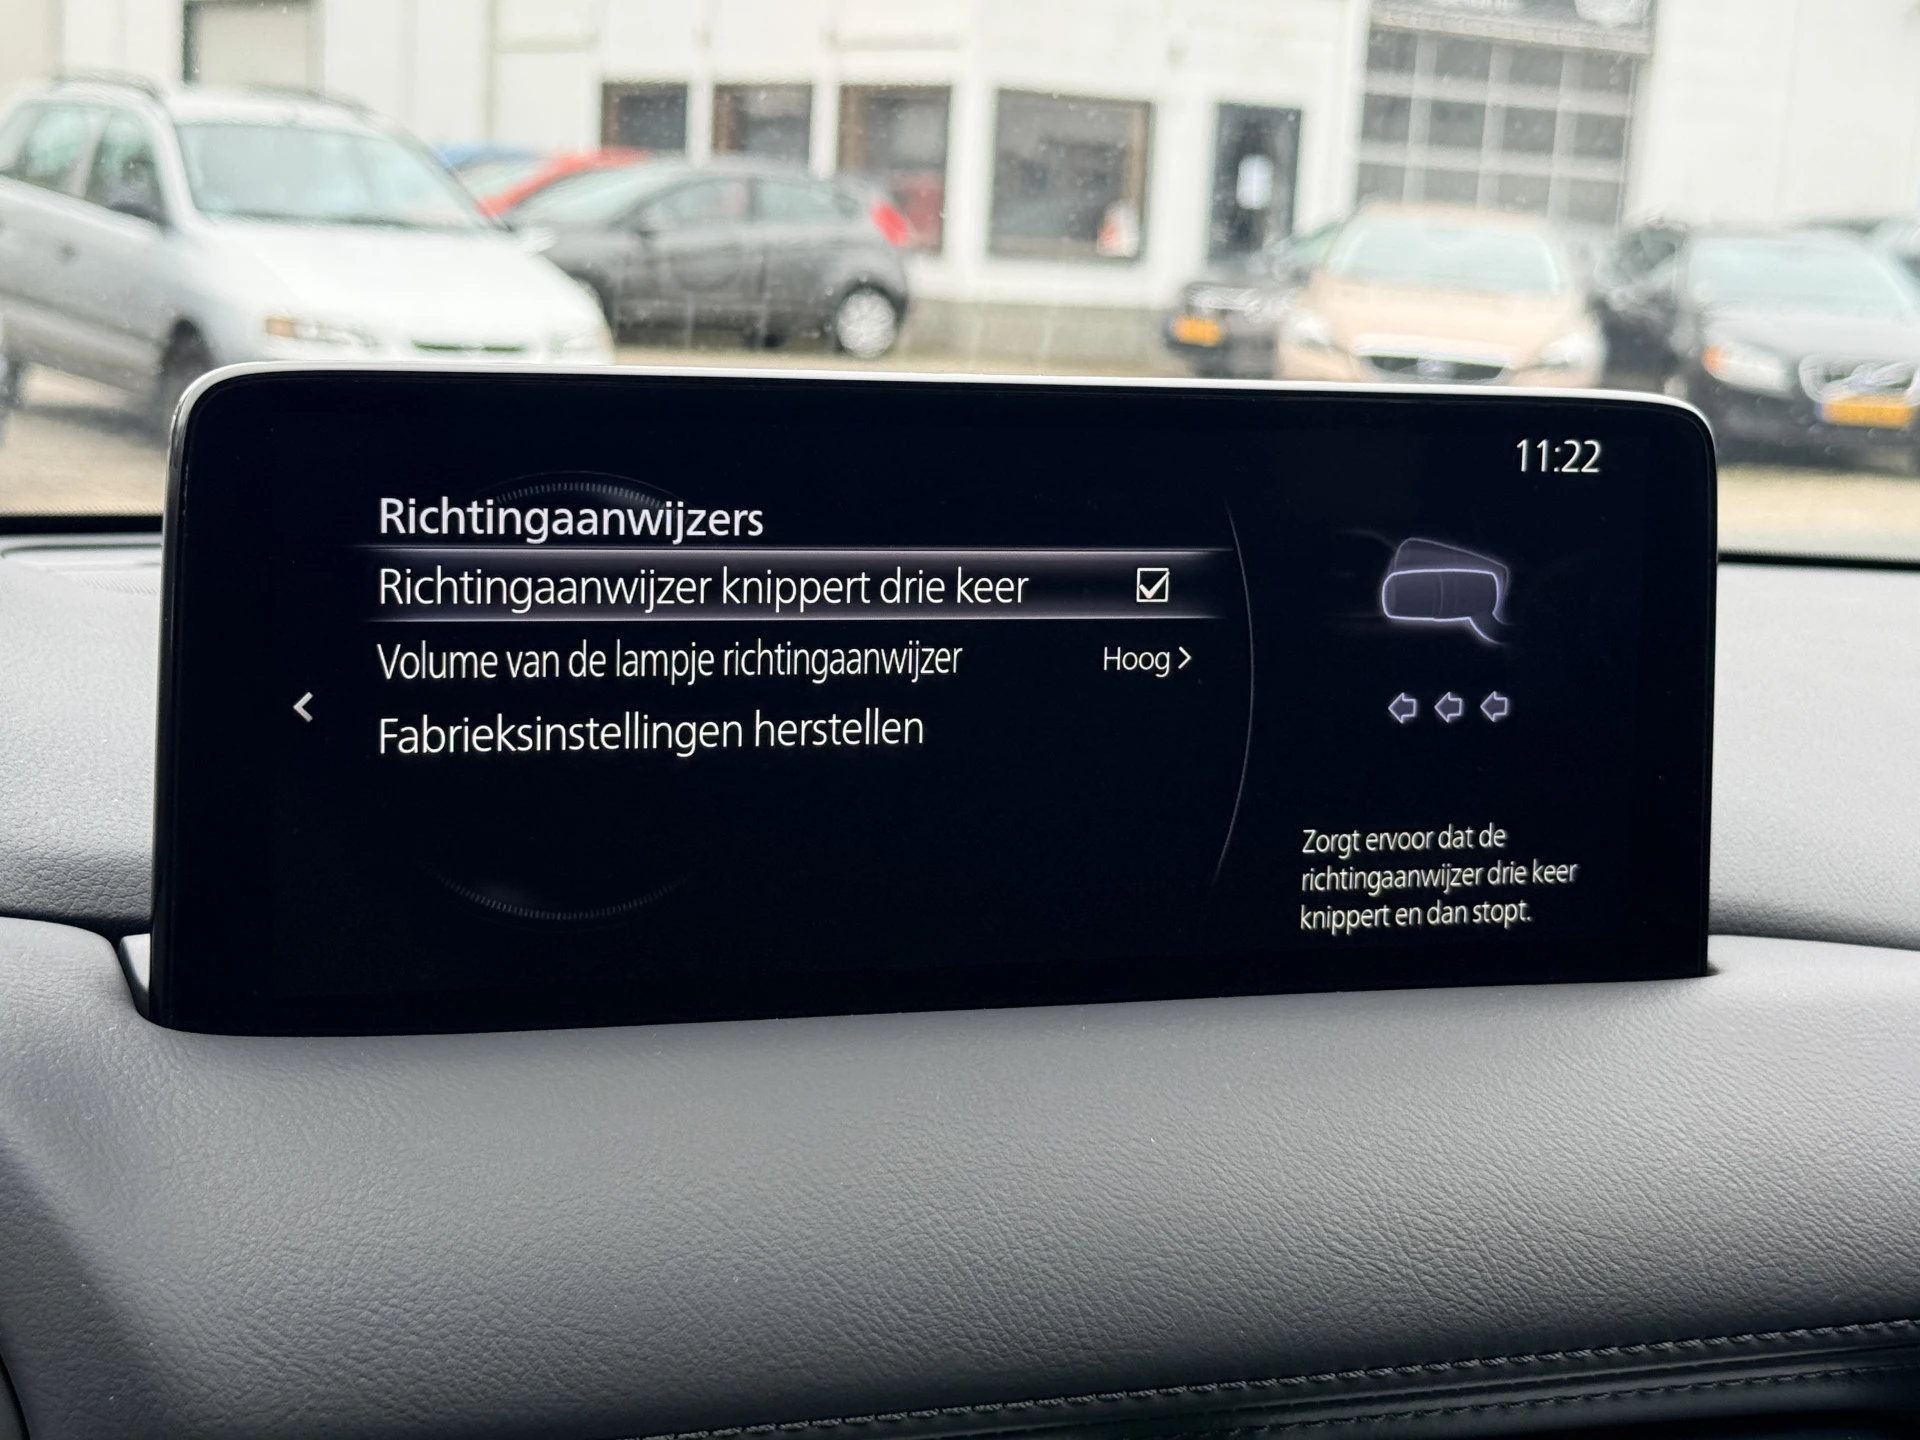 11:22
Richtingaanwijzers
Richtingaanwijzer knippert drie keer
Volume van de lampje richtingaanwijzer Hoog
Fabrieksinstellingen herstellen
Zorgt ervoor dat de
richtingaanwijzer drie keer
knippert en dan stopt.